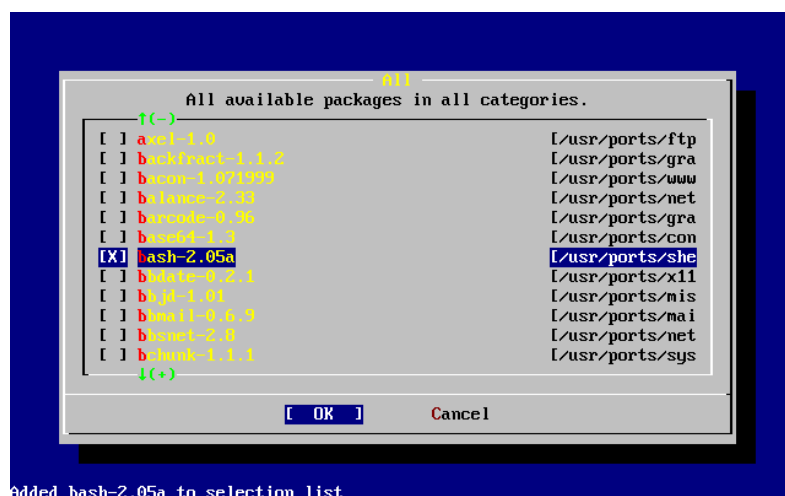 All
All available packages in all categories.
↑(-)
[ ] axel-1.0 [/usr/ports/ftp
[ ] backfract-1.1.2 [/usr/ports/gra
[ ] bacon-1.071999 [/usr/ports/www
[ ] balance-2.33 [/usr/ports/net
[ ] barcode-0.96 [/usr/ports/gra
[ ] base64-1.3 [/usr/ports/con
[X] bash-2.05a [/usr/ports/she
[ ] bbdate-0.2.1 [/usr/ports/x11
[ ] bbjd-1.01 [/usr/ports/mis
[ ] bbmail-0.6.9 [/usr/ports/mai
[ ] bbsnet-2.8 [/usr/ports/net
[ ] bchunk-1.1.1 [/usr/ports/sys
↓(+)
[ OK ] Cancel
Added bash-2.05a to selection list